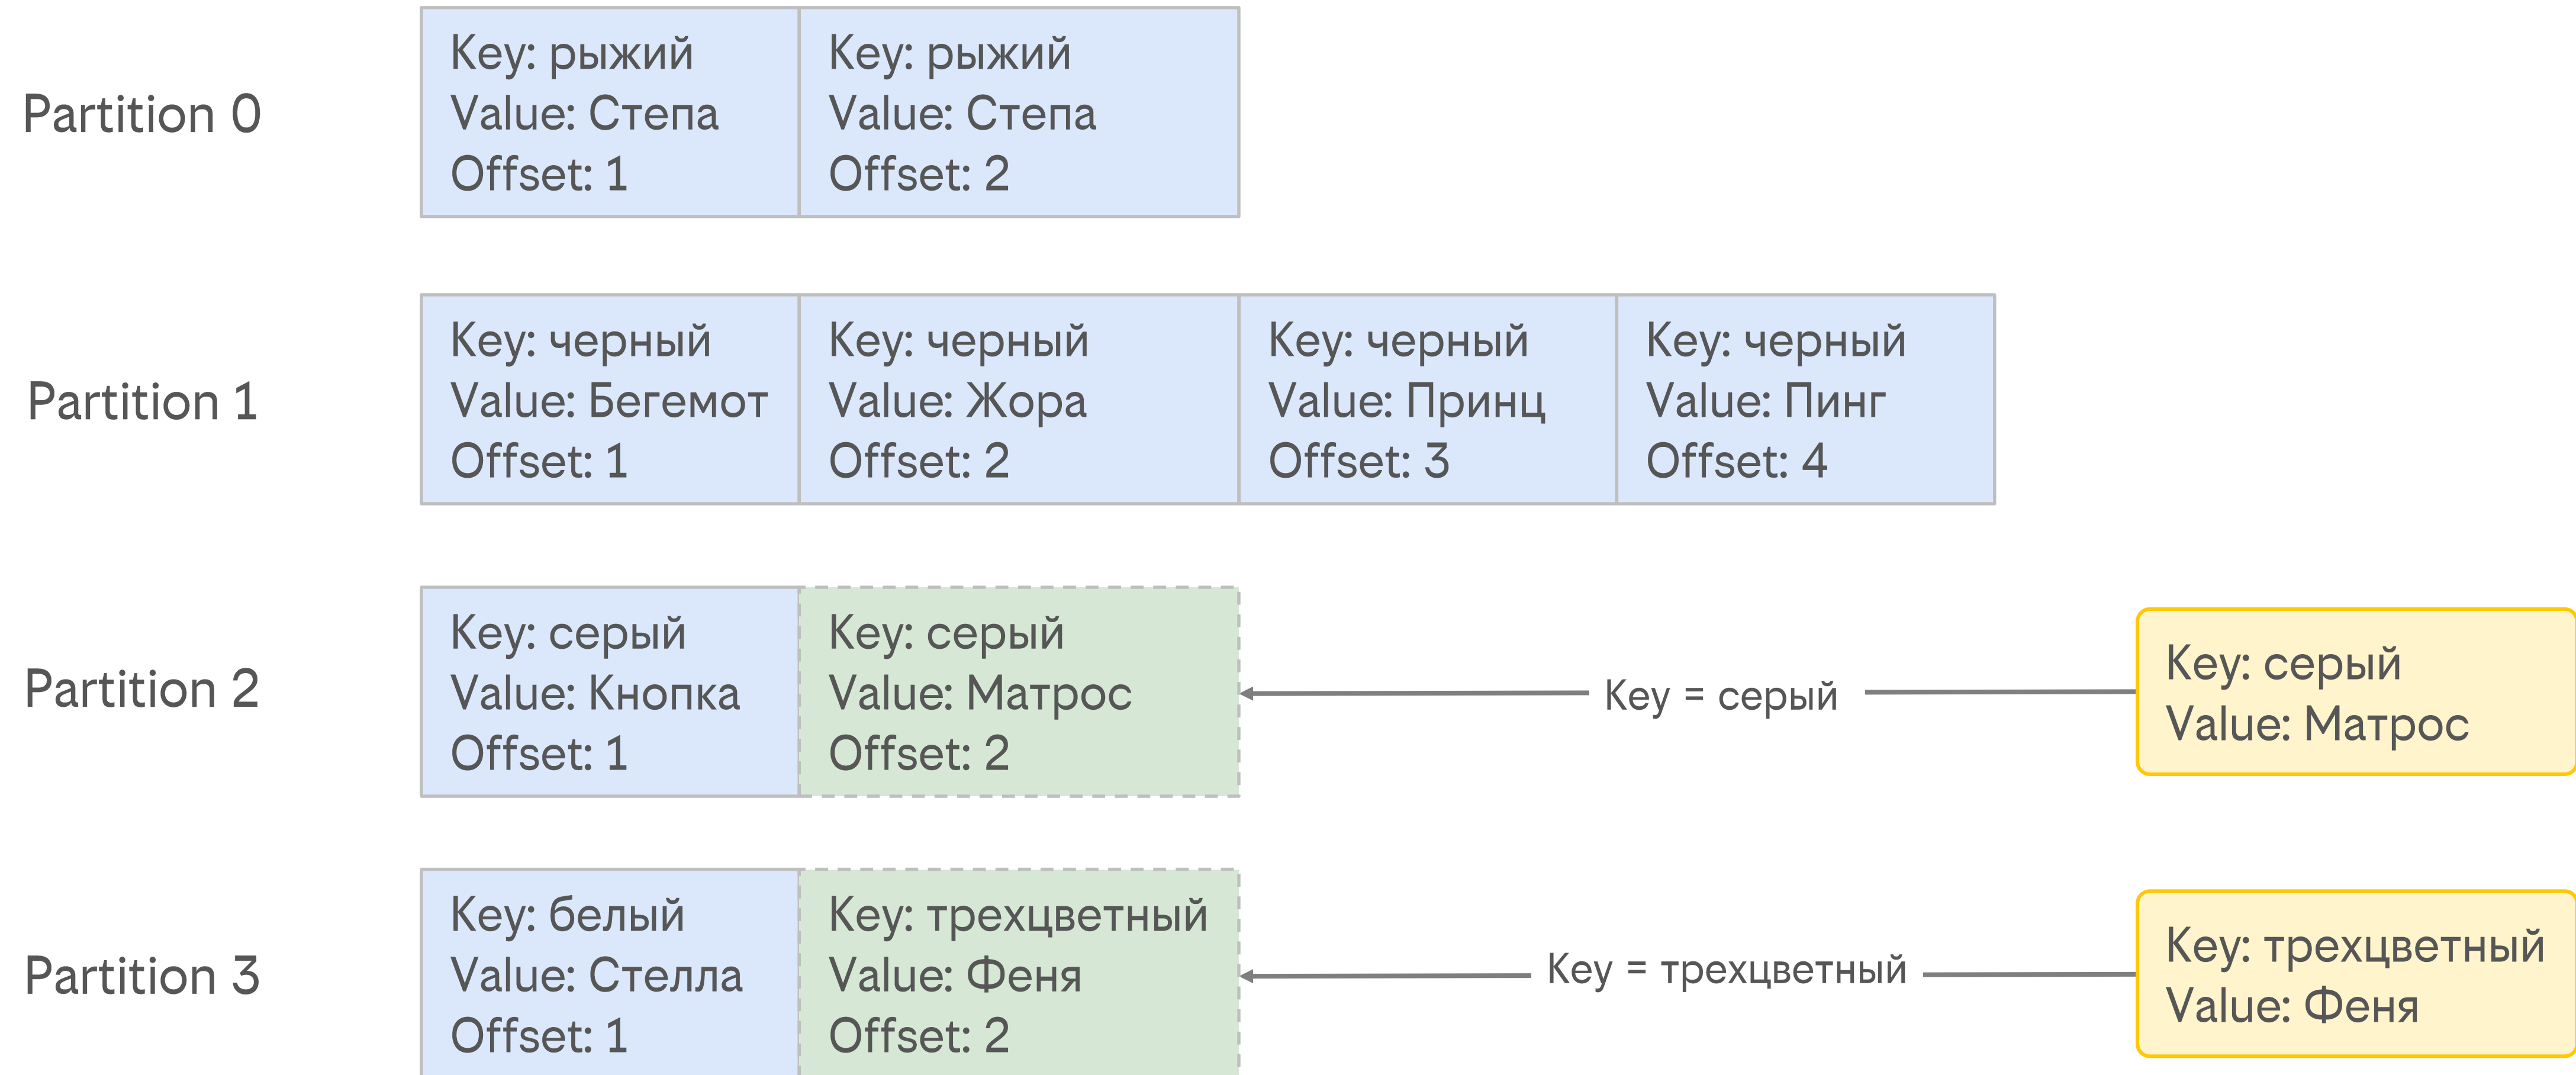 Partition 0
Key: рыжий
Value: Степа
Offset: 1
Key: рыжий
Value: Степа
Offset: 2
Partition 1
Key: черный
Value: Бегемот
Offset: 1
Key: черный
Value: Жора
Offset: 2
Key: черный
Value: Принц
Offset: 3
Key: черный
Value: Пинг
Offset: 4
Partition 2
Key: серый
Value: Кнопка
Offset: 1
Key: серый
Value: Матрос
Offset: 2
Key = серый
Key: серый
Value: Матрос
Partition 3
Key: белый
Value: Стелла
Offset: 1
Key: трехцветный
Value: Феня
Offset: 2
Key = трехцветный
Key: трехцветный
Value: Феня